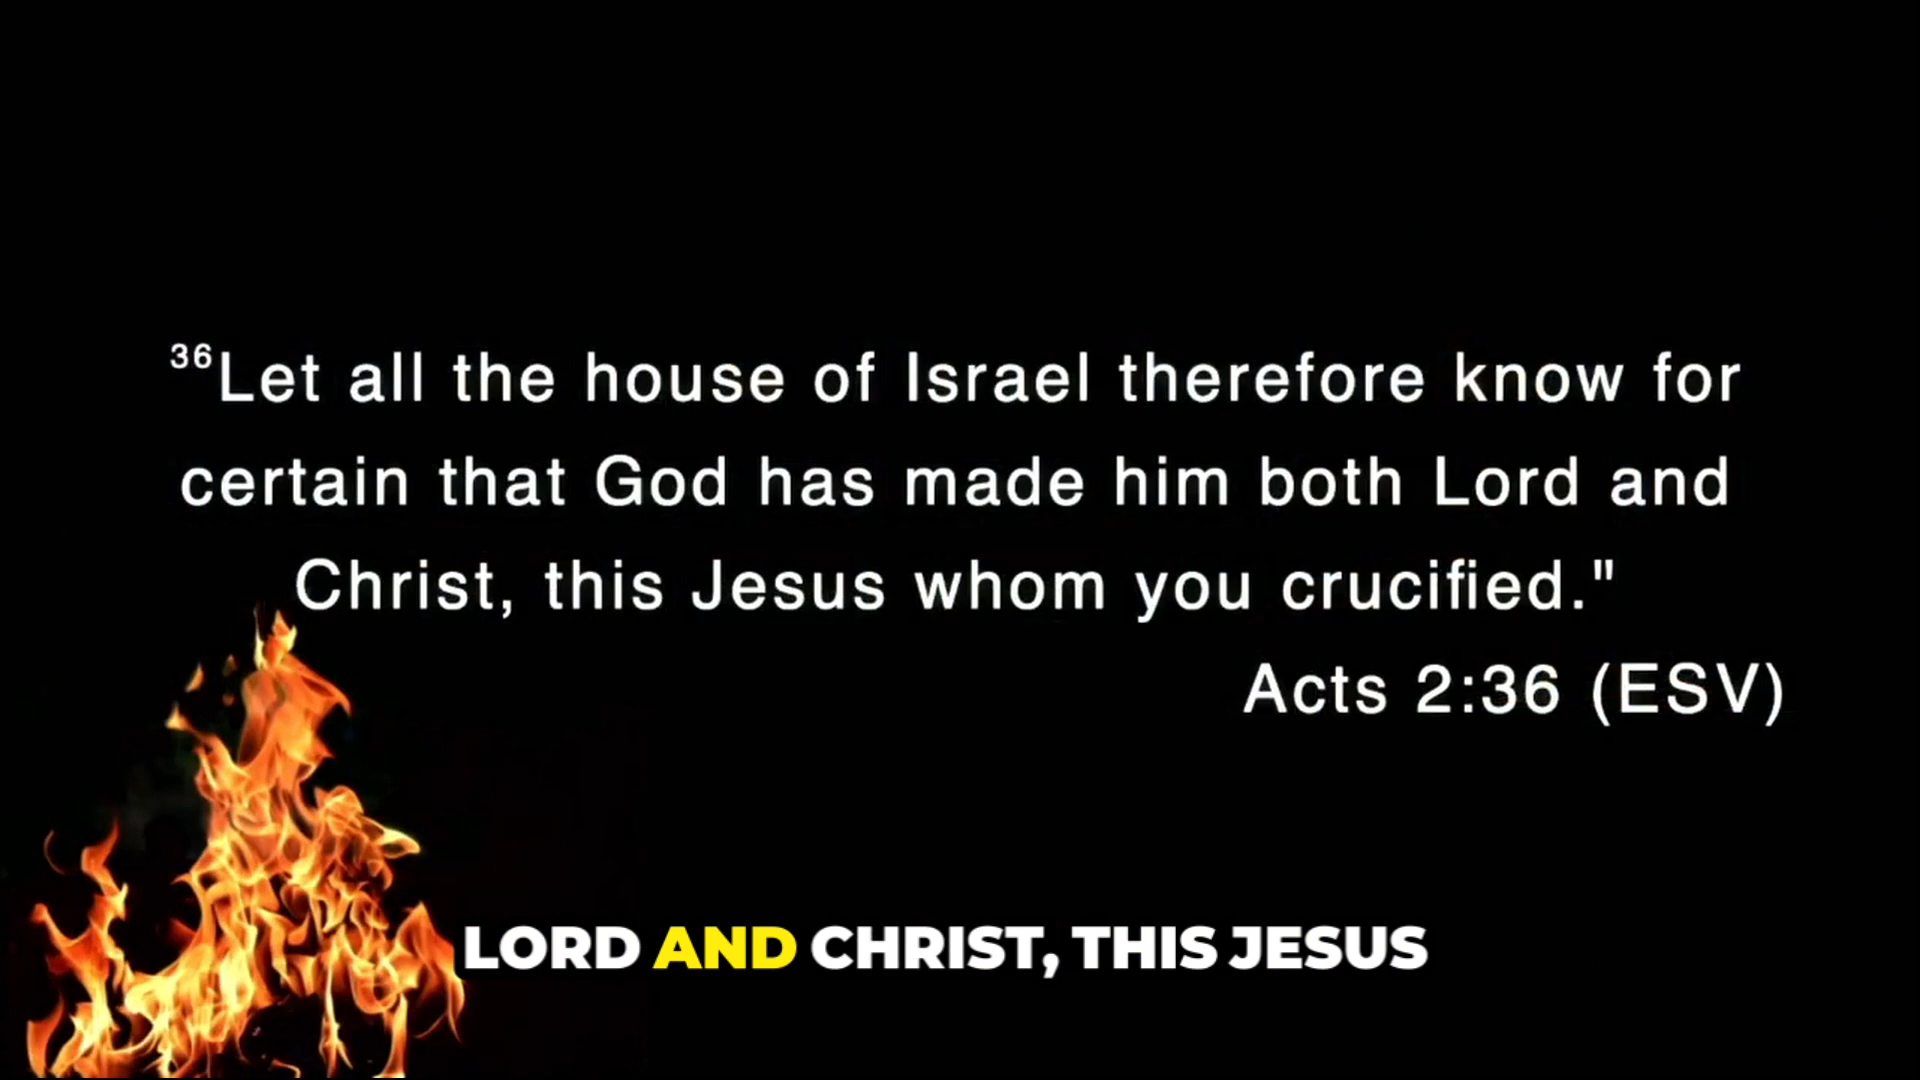 ³⁶Let all the house of Israel therefore know for
certain that God has made him both Lord and
Christ, this Jesus whom you crucified."
Acts 2:36 (ESV)
LORD AND CHRIST, THIS JESUS